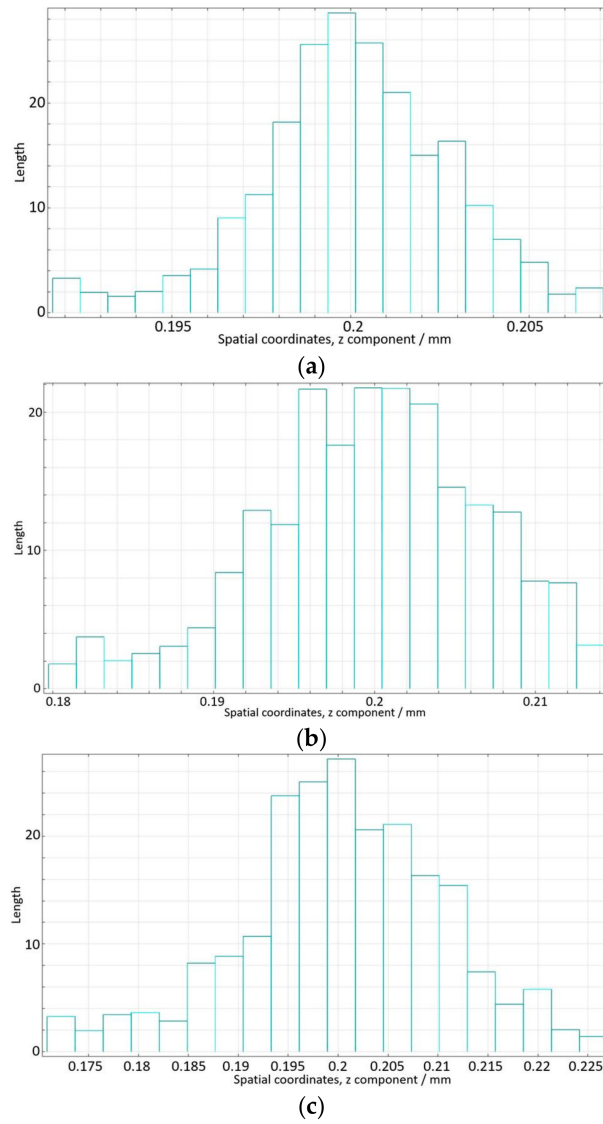 20
10
0
Length
0.195 0.2 0.205
Spatial coordinates, z component / mm
(a)
20
10
0
Length
0.18 0.19 0.2 0.21
Spatial coordinates, z component / mm
(b)
20
10
0
Length
0.175 0.18 0.185 0.19 0.195 0.2 0.205 0.21 0.215 0.22 0.225
Spatial coordinates, z component / mm
(c)